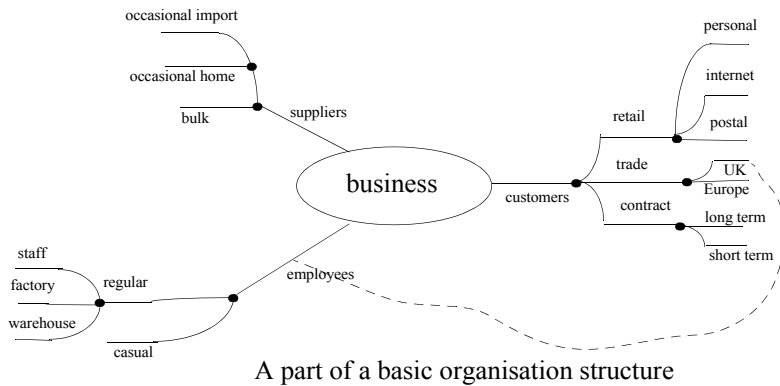 occasional import
occasional home
bulk
suppliers
business
customers
retail
personal
internet
postal
trade
UK
Europe
contract
long term
short term
employees
regular
staff
factory
warehouse
casual
A part of a basic organisation structure